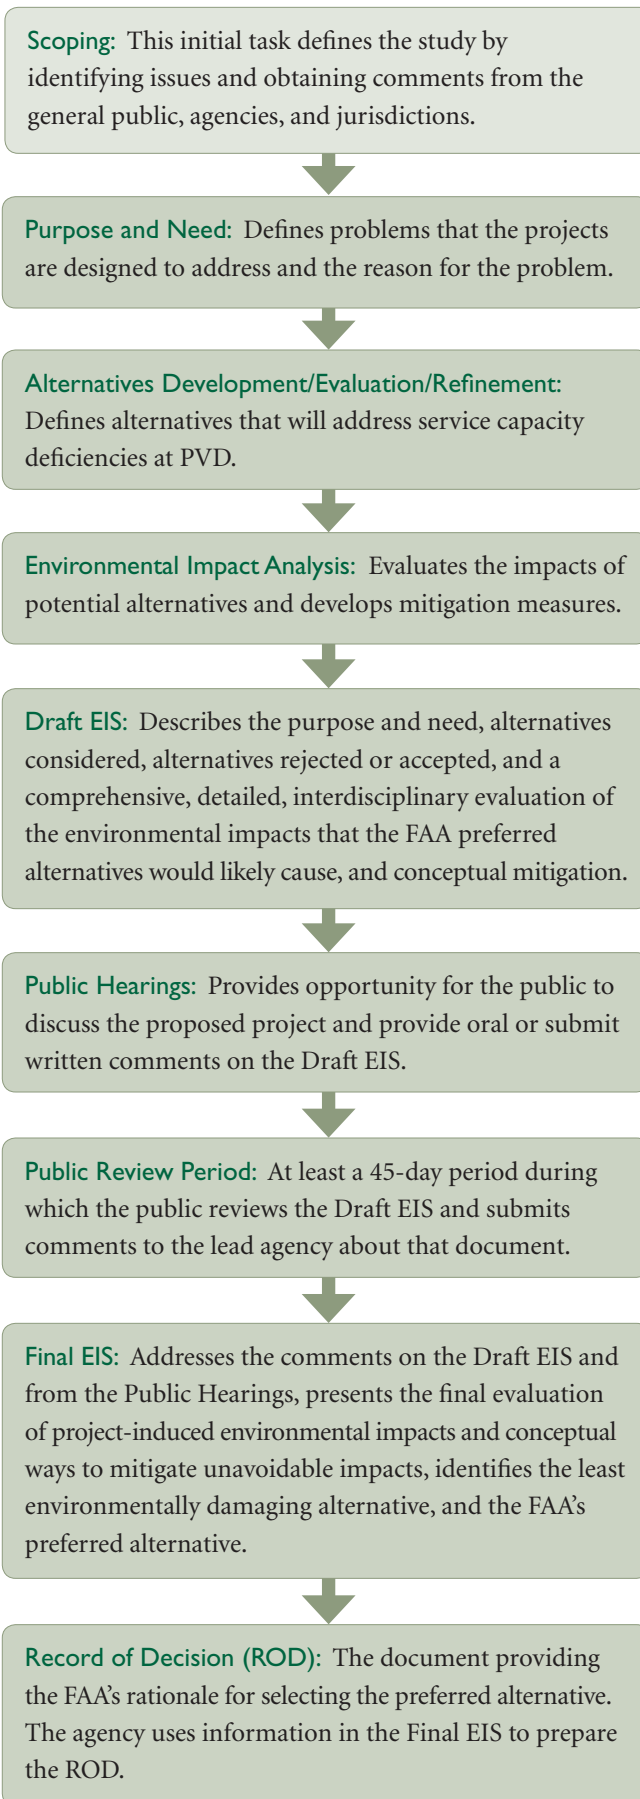 Scoping: This initial task defines the study by
identifying issues and obtaining comments from the
general public, agencies, and jurisdictions.
Purpose and Need: Defines problems that the projects
are designed to address and the reason for the problem.
Alternatives Development/Evaluation/Refinement:
Defines alternatives that will address service capacity
deficiencies at PVD.
Environmental Impact Analysis: Evaluates the impacts of
potential alternatives and develops mitigation measures.
Draft EIS: Describes the purpose and need, alternatives
considered, alternatives rejected or accepted, and a
comprehensive, detailed, interdisciplinary evaluation of
the environmental impacts that the FAA preferred
alternatives would likely cause, and conceptual mitigation.
Public Hearings: Provides opportunity for the public to
discuss the proposed project and provide oral or submit
written comments on the Draft EIS.
Public Review Period: At least a 45-day period during
which the public reviews the Draft EIS and submits
comments to the lead agency about that document.
Final EIS: Addresses the comments on the Draft EIS and
from the Public Hearings, presents the final evaluation
of project-induced environmental impacts and conceptual
ways to mitigate unavoidable impacts, identifies the least
environmentally damaging alternative, and the FAA's
preferred alternative.
Record of Decision (ROD): The document providing
the FAA's rationale for selecting the preferred alternative.
The agency uses information in the Final EIS to prepare
the ROD.